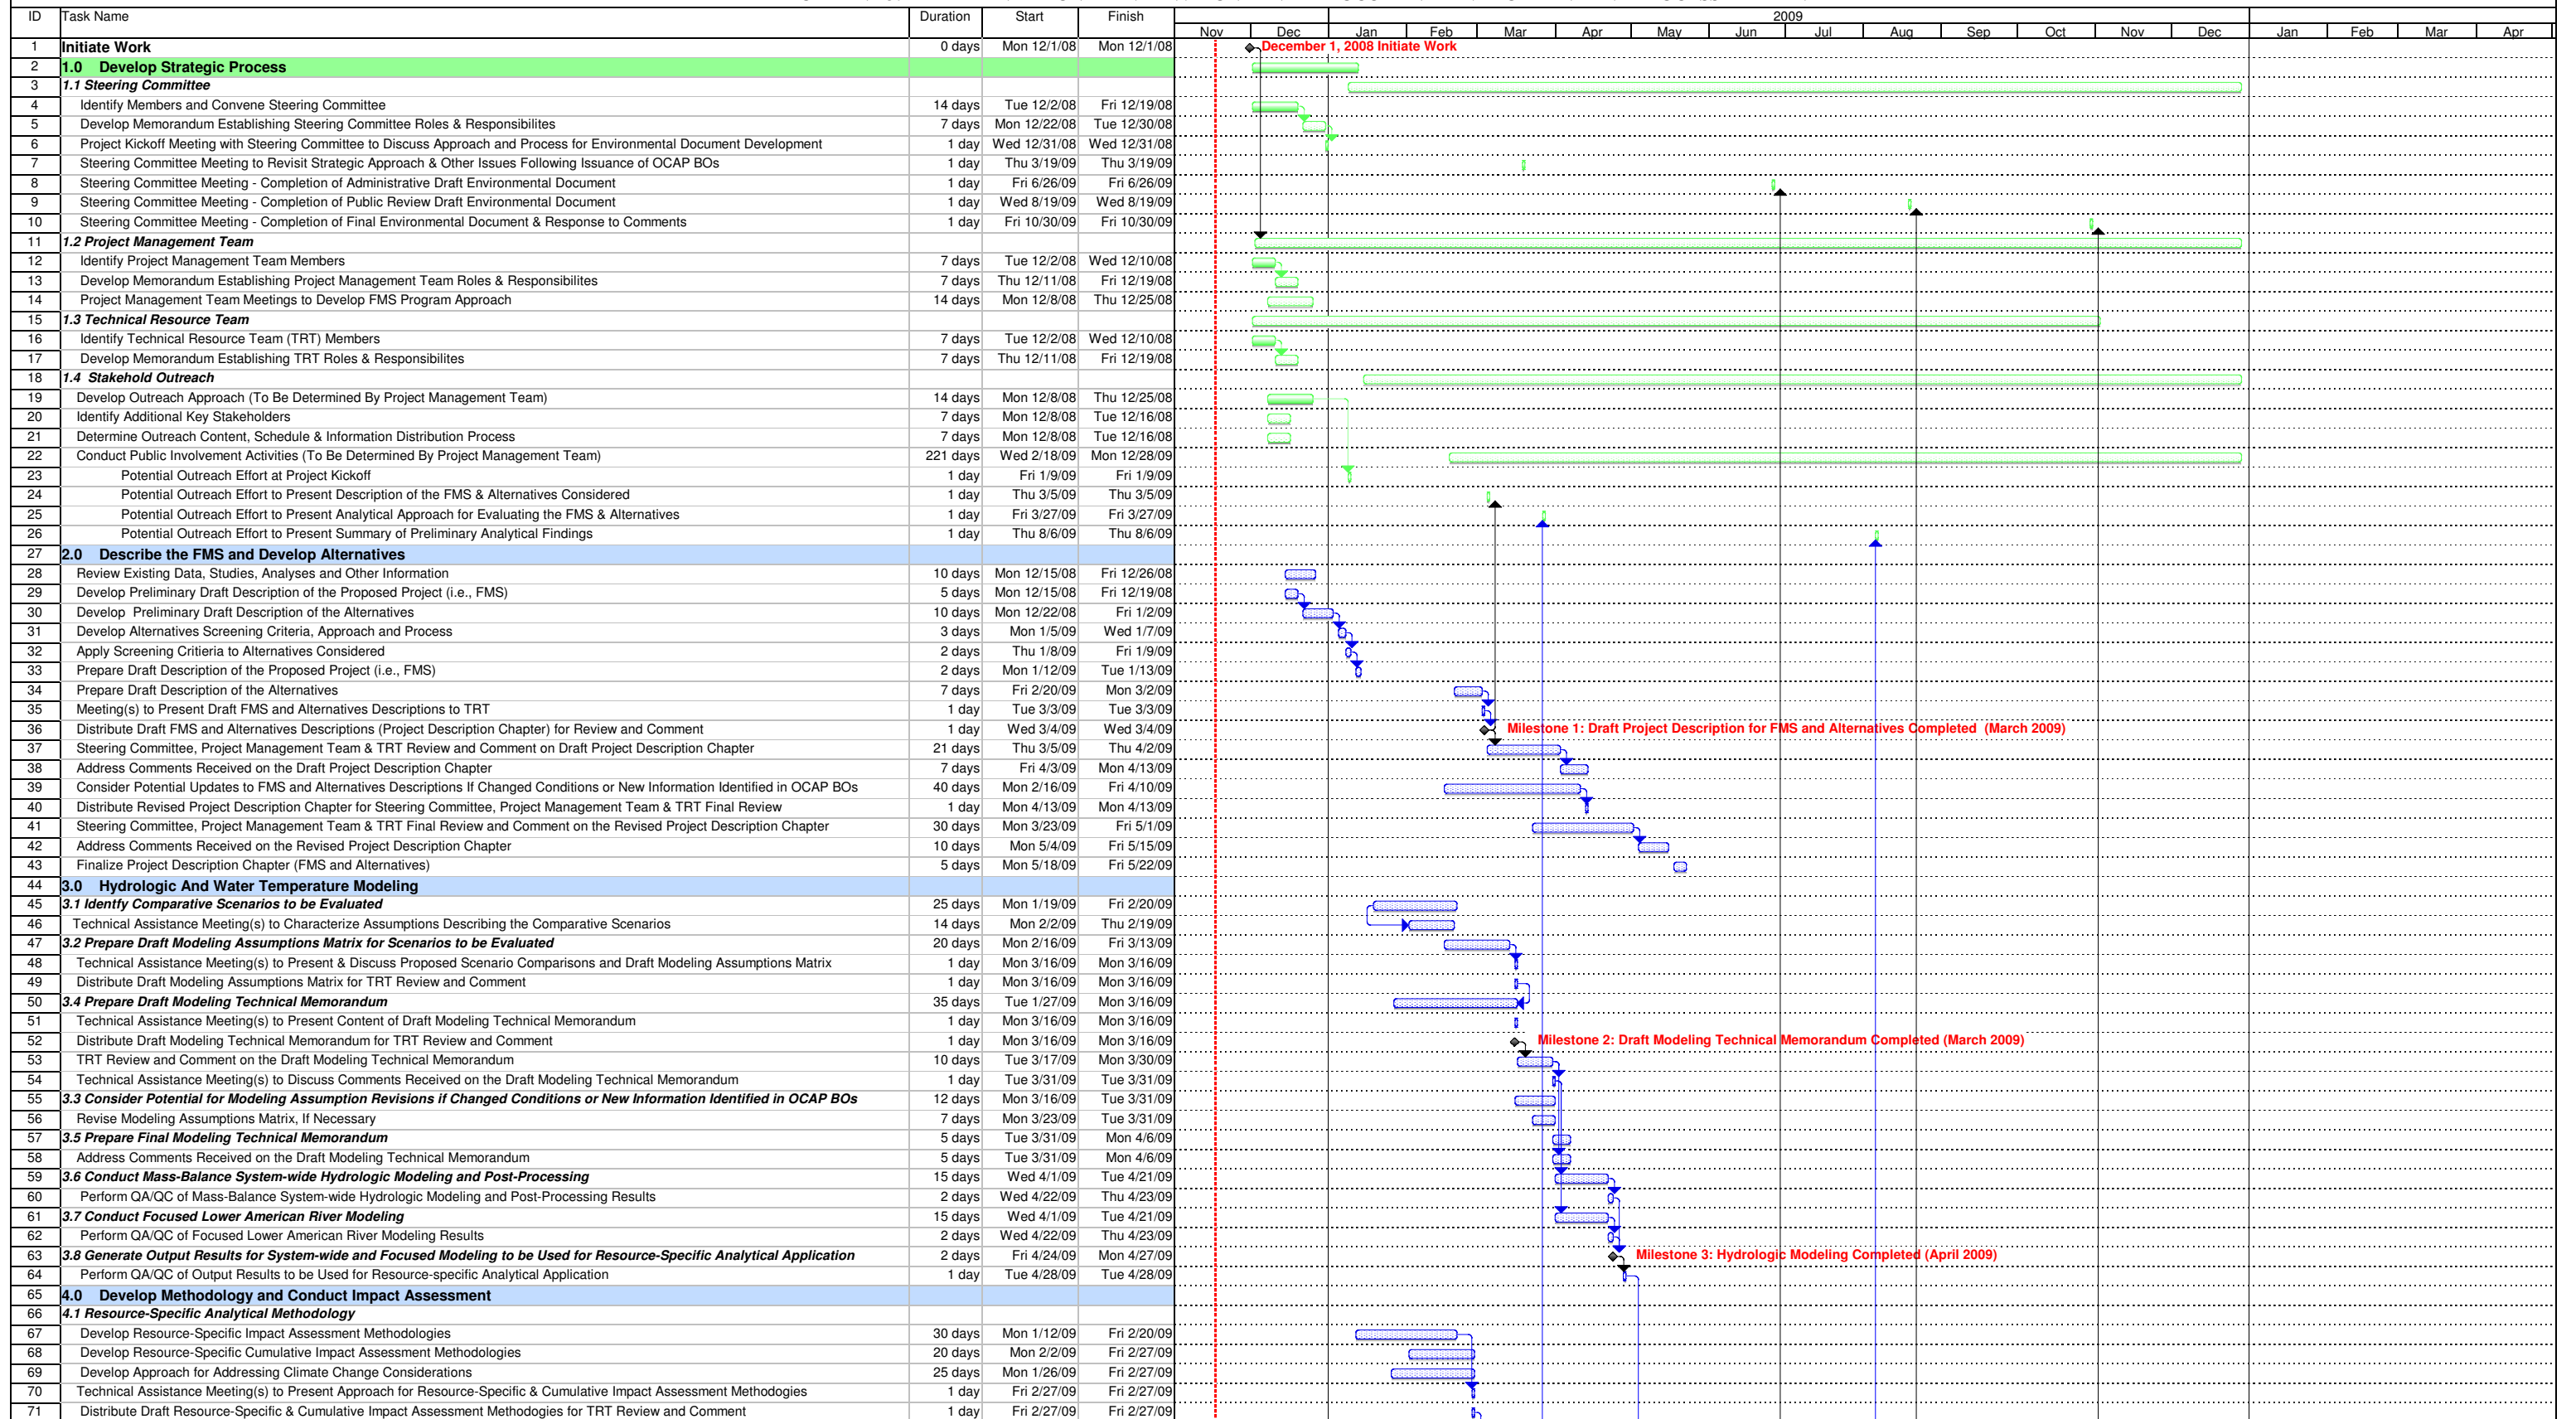 ID Task Name Duration Start Finish
2009
Nov Dec Jan Feb Mar Apr May Jun Jul Aug Sep Oct Nov Dec Jan Feb Mar Apr
1 Initiate Work 0 days Mon 12/1/08 Mon 12/1/08 December 1, 2008 Initiate Work
2 1.0 Develop Strategic Process
3 1.1 Steering Committee
4 Identify Members and Convene Steering Committee 14 days Tue 12/2/08 Fri 12/19/08
5 Develop Memorandum Establishing Steering Committee Roles & Responsibilites 7 days Mon 12/22/08 Tue 12/30/08
6 Project Kickoff Meeting with Steering Committee to Discuss Approach and Process for Environmental Document Development 1 day Wed 12/31/08 Wed 12/31/08
7 Steering Committee Meeting to Revisit Strategic Approach & Other Issues Following Issuance of OCAP BOs 1 day Thu 3/19/09 Thu 3/19/09
8 Steering Committee Meeting - Completion of Administrative Draft Environmental Document 1 day Fri 6/26/09 Fri 6/26/09
9 Steering Committee Meeting - Completion of Public Review Draft Environmental Document 1 day Wed 8/19/09 Wed 8/19/09
10 Steering Committee Meeting - Completion of Final Environmental Document & Response to Comments 1 day Fri 10/30/09 Fri 10/30/09
11 1.2 Project Management Team
12 Identify Project Management Team Members 7 days Tue 12/2/08 Wed 12/10/08
13 Develop Memorandum Establishing Project Management Team Roles & Responsibilites 7 days Thu 12/11/08 Fri 12/19/08
14 Project Management Team Meetings to Develop FMS Program Approach 14 days Mon 12/8/08 Thu 12/25/08
15 1.3 Technical Resource Team
16 Identify Technical Resource Team (TRT) Members 7 days Tue 12/2/08 Wed 12/10/08
17 Develop Memorandum Establishing TRT Roles & Responsibilites 7 days Thu 12/11/08 Fri 12/19/08
18 1.4 Stakehold Outreach
19 Develop Outreach Approach (To Be Determined By Project Management Team) 14 days Mon 12/8/08 Thu 12/25/08
20 Identify Additional Key Stakeholders 7 days Mon 12/8/08 Tue 12/16/08
21 Determine Outreach Content, Schedule & Information Distribution Process 7 days Mon 12/8/08 Tue 12/16/08
22 Conduct Public Involvement Activities (To Be Determined By Project Management Team) 221 days Wed 2/18/09 Mon 12/28/09
23 Potential Outreach Effort at Project Kickoff 1 day Fri 1/9/09 Fri 1/9/09
24 Potential Outreach Effort to Present Description of the FMS & Alternatives Considered 1 day Thu 3/5/09 Thu 3/5/09
25 Potential Outreach Effort to Present Analytical Approach for Evaluating the FMS & Alternatives 1 day Fri 3/27/09 Fri 3/27/09
26 Potential Outreach Effort to Present Summary of Preliminary Analytical Findings 1 day Thu 8/6/09 Thu 8/6/09
27 2.0 Describe the FMS and Develop Alternatives
28 Review Existing Data, Studies, Analyses and Other Information 10 days Mon 12/15/08 Fri 12/26/08
29 Develop Preliminary Draft Description of the Proposed Project (i.e., FMS) 5 days Mon 12/15/08 Fri 12/19/08
30 Develop Preliminary Draft Description of the Alternatives 10 days Mon 12/22/08 Fri 1/2/09
31 Develop Alternatives Screening Criteria, Approach and Process 3 days Mon 1/5/09 Wed 1/7/09
32 Apply Screening Critieria to Alternatives Considered 2 days Thu 1/8/09 Fri 1/9/09
33 Prepare Draft Description of the Proposed Project (i.e., FMS) 2 days Mon 1/12/09 Tue 1/13/09
34 Prepare Draft Description of the Alternatives 7 days Fri 2/20/09 Mon 3/2/09
35 Meeting(s) to Present Draft FMS and Alternatives Descriptions to TRT 1 day Tue 3/3/09 Tue 3/3/09
36 Distribute Draft FMS and Alternatives Descriptions (Project Description Chapter) for Review and Comment 1 day Wed 3/4/09 Wed 3/4/09 Milestone 1: Draft Project Description for FMS and Alternatives Completed (March 2009)
37 Steering Committee, Project Management Team & TRT Review and Comment on Draft Project Description Chapter 21 days Thu 3/5/09 Thu 4/2/09
38 Address Comments Received on the Draft Project Description Chapter 7 days Fri 4/3/09 Mon 4/13/09
39 Consider Potential Updates to FMS and Alternatives Descriptions If Changed Conditions or New Information Identified in OCAP BOs 40 days Mon 2/16/09 Fri 4/10/09
40 Distribute Revised Project Description Chapter for Steering Committee, Project Management Team & TRT Final Review 1 day Mon 4/13/09 Mon 4/13/09
41 Steering Committee, Project Management Team & TRT Final Review and Comment on the Revised Project Description Chapter 30 days Mon 3/23/09 Fri 5/1/09
42 Address Comments Received on the Revised Project Description Chapter 10 days Mon 5/4/09 Fri 5/15/09
43 Finalize Project Description Chapter (FMS and Alternatives) 5 days Mon 5/18/09 Fri 5/22/09
44 3.0 Hydrologic And Water Temperature Modeling
45 3.1 Identfy Comparative Scenarios to be Evaluated 25 days Mon 1/19/09 Fri 2/20/09
46 Technical Assistance Meeting(s) to Characterize Assumptions Describing the Comparative Scenarios 14 days Mon 2/2/09 Thu 2/19/09
47 3.2 Prepare Draft Modeling Assumptions Matrix for Scenarios to be Evaluated 20 days Mon 2/16/09 Fri 3/13/09
48 Technical Assistance Meeting(s) to Present & Discuss Proposed Scenario Comparisons and Draft Modeling Assumptions Matrix 1 day Mon 3/16/09 Mon 3/16/09
49 Distribute Draft Modeling Assumptions Matrix for TRT Review and Comment 1 day Mon 3/16/09 Mon 3/16/09
50 3.4 Prepare Draft Modeling Technical Memorandum 35 days Tue 1/27/09 Mon 3/16/09
51 Technical Assistance Meeting(s) to Present Content of Draft Modeling Technical Memorandum 1 day Mon 3/16/09 Mon 3/16/09
52 Distribute Draft Modeling Technical Memorandum for TRT Review and Comment 1 day Mon 3/16/09 Mon 3/16/09 Milestone 2: Draft Modeling Technical Memorandum Completed (March 2009)
53 TRT Review and Comment on the Draft Modeling Technical Memorandum 10 days Tue 3/17/09 Mon 3/30/09
54 Technical Assistance Meeting(s) to Discuss Comments Received on the Draft Modeling Technical Memorandum 1 day Tue 3/31/09 Tue 3/31/09
55 3.3 Consider Potential for Modeling Assumption Revisions if Changed Conditions or New Information Identified in OCAP BOs 12 days Mon 3/16/09 Tue 3/31/09
56 Revise Modeling Assumptions Matrix, If Necessary 7 days Mon 3/23/09 Tue 3/31/09
57 3.5 Prepare Final Modeling Technical Memorandum 5 days Tue 3/31/09 Mon 4/6/09
58 Address Comments Received on the Draft Modeling Technical Memorandum 5 days Tue 3/31/09 Mon 4/6/09
59 3.6 Conduct Mass-Balance System-wide Hydrologic Modeling and Post-Processing 15 days Wed 4/1/09 Tue 4/21/09
60 Perform QA/QC of Mass-Balance System-wide Hydrologic Modeling and Post-Processing Results 2 days Wed 4/22/09 Thu 4/23/09
61 3.7 Conduct Focused Lower American River Modeling 15 days Wed 4/1/09 Tue 4/21/09
62 Perform QA/QC of Focused Lower American River Modeling Results 2 days Wed 4/22/09 Thu 4/23/09
63 3.8 Generate Output Results for System-wide and Focused Modeling to be Used for Resource-Specific Analytical Application 2 days Fri 4/24/09 Mon 4/27/09 Milestone 3: Hydrologic Modeling Completed (April 2009)
64 Perform QA/QC of Output Results to be Used for Resource-specific Analytical Application 1 day Tue 4/28/09 Tue 4/28/09
65 4.0 Develop Methodology and Conduct Impact Assessment
66 4.1 Resource-Specific Analytical Methodology
67 Develop Resource-Specific Impact Assessment Methodologies 30 days Mon 1/12/09 Fri 2/20/09
68 Develop Resource-Specific Cumulative Impact Assessment Methodologies 20 days Mon 2/2/09 Fri 2/27/09
69 Develop Approach for Addressing Climate Change Considerations 25 days Mon 1/26/09 Fri 2/27/09
70 Technical Assistance Meeting(s) to Present Approach for Resource-Specific & Cumulative Impact Assessment Methodogies 1 day Fri 2/27/09 Fri 2/27/09
71 Distribute Draft Resource-Specific & Cumulative Impact Assessment Methodogies for TRT Review and Comment 1 day Fri 2/27/09 Fri 2/27/09